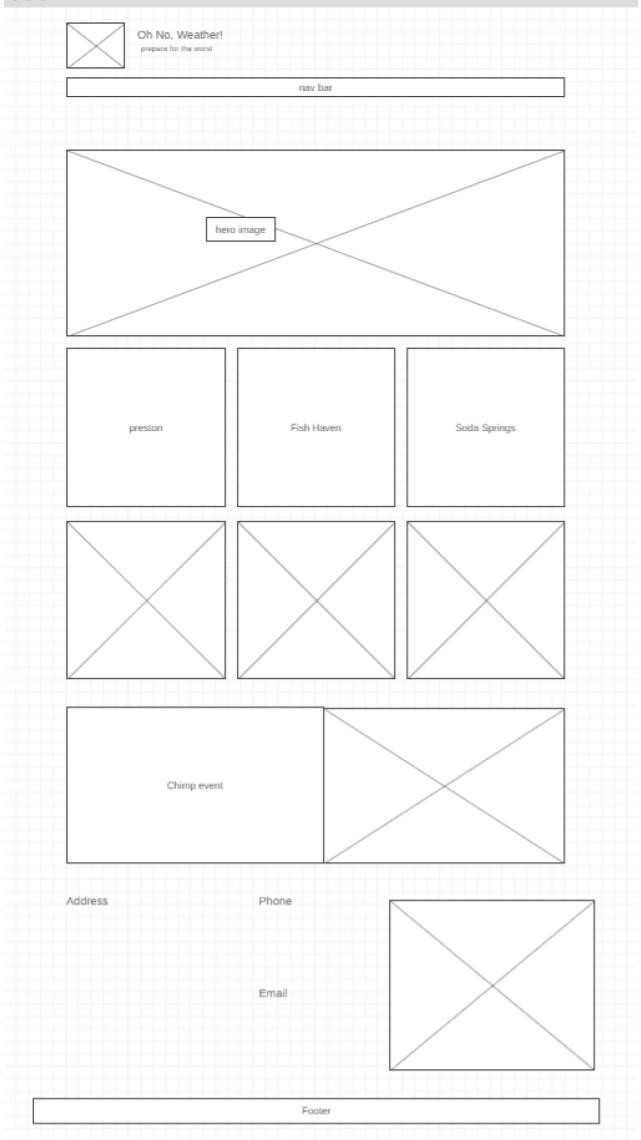 Oh No, Weather!
prepare for the worst
nav bar
hero image
preston
Fish Haven
Soda Springs
Chimp event
Address
Phone
Email
Footer